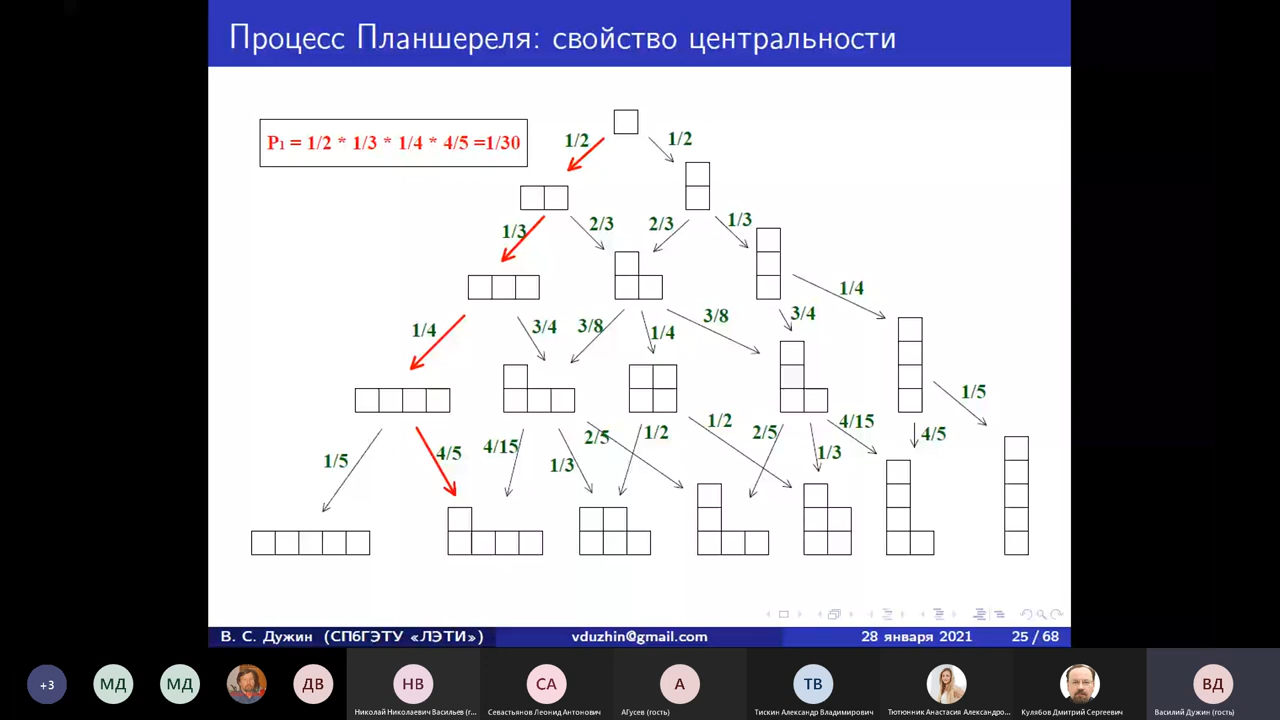 Процесс Планшереля: свойство центральности
P₁ = 1/2 * 1/3 * 1/4 * 4/5 =1/30
1/2 1/2
1/3 2/3 2/3 1/3
1/4 3/4 3/8 1/4 3/8 3/4 1/4
1/5 4/5 4/15 1/3 2/5 1/2 1/2 2/5 1/3 4/15 4/5 1/5
В. С. Дужин (СПбГЭТУ «ЛЭТИ») vduzhin@gmail.com 28 января 2021 25 / 68
+3 МД МД ДВ НВ СА А ТВ ВД
Николай Николаевич Васильев (г... Севастьянов Леонид Антонович АГусев (гость) Тискин Александр Владимирович Тютюнник Анастасия Александро... Кулябов Дмитрий Сергеевич Василий Дужин (гость)